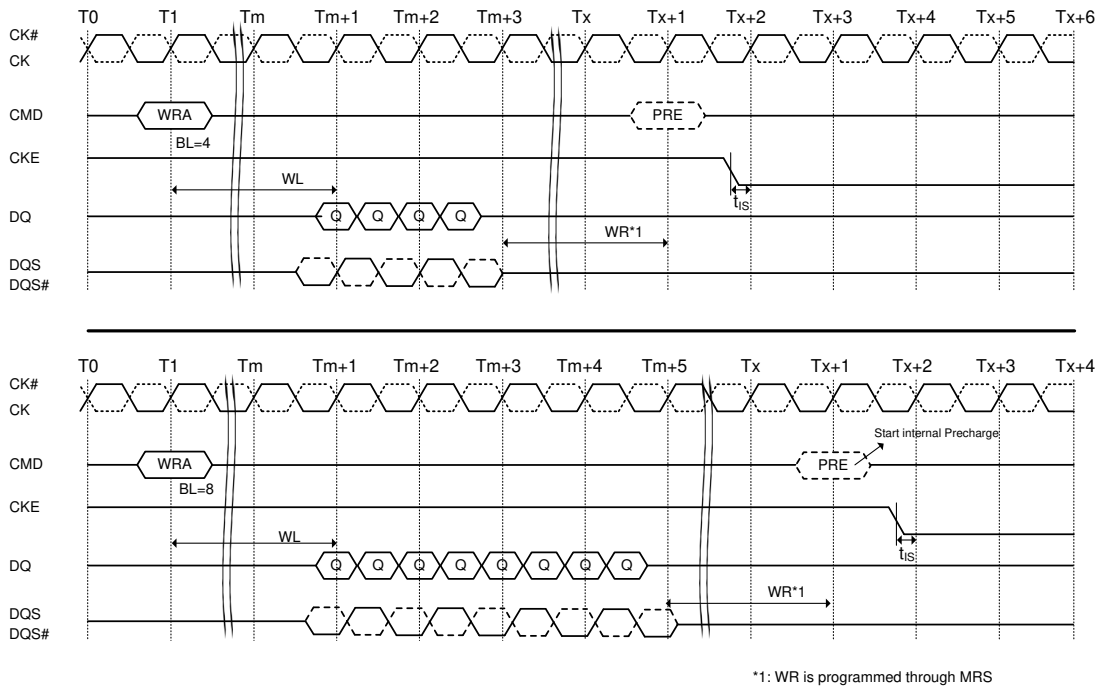 T0 T1 Tm Tm+1 Tm+2 Tm+3 Tx Tx+1 Tx+2 Tx+3 Tx+4 Tx+5 Tx+6
CK#
CK
CMD WRA PRE
BL=4
CKE
WL
tIS
DQ Q Q Q Q
WR*1
DQS
DQS#
T0 T1 Tm Tm+1 Tm+2 Tm+3 Tm+4 Tm+5 Tx Tx+1 Tx+2 Tx+3 Tx+4
CK#
CK
Start internal Precharge
CMD WRA PRE
BL=8
CKE
WL
tIS
DQ Q Q Q Q Q Q Q Q
WR*1
DQS
DQS#
*1: WR is programmed through MRS